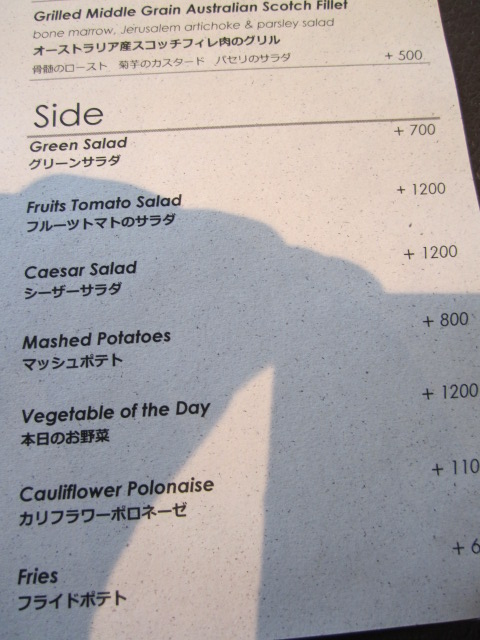 Grilled Middle Grain Australian Scotch Fillet
bone marrow, Jerusalem artichoke & parsley salad
オーストラリア産スコッチフィレ肉のグリル
骨髄のロースト 菊芋のカスタード パセリのサラダ + 500
Side
Green Salad + 700
グリーンサラダ
Fruits Tomato Salad + 1200
フルーツトマトのサラダ
Caesar Salad + 1200
シーザーサラダ
Mashed Potatoes + 800
マッシュポテト
Vegetable of the Day + 1200
本日のお野菜
Cauliflower Polonaise + 110
カリフラワーポロネーゼ
Fries + 6
フライドポテト